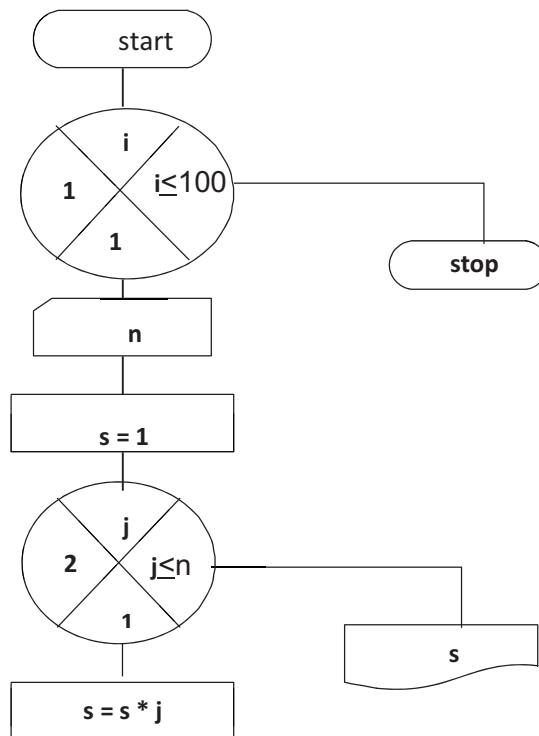 start
i
1
i≤100
1
stop
n
s = 1
j
2
j≤n
1
s
s = s * j